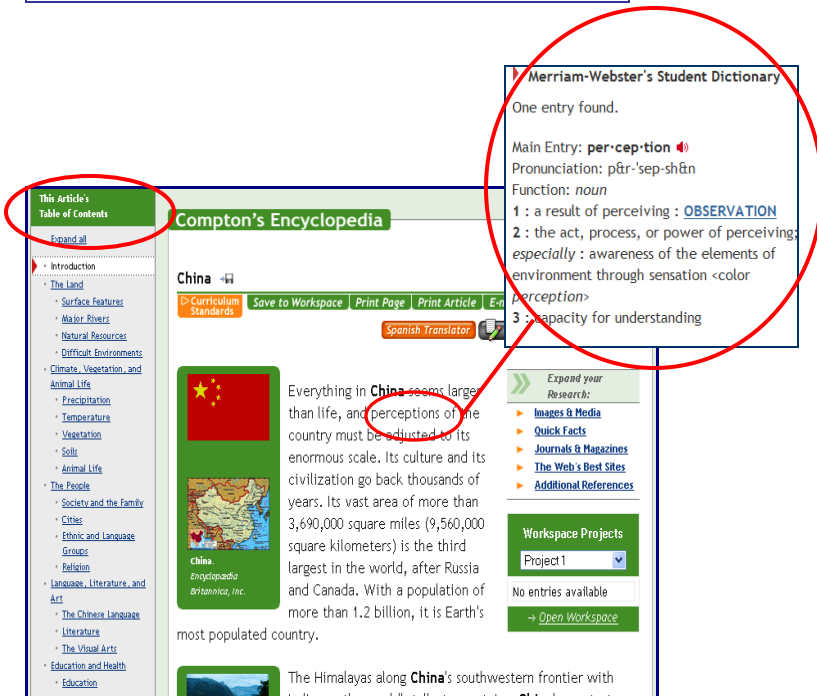 Merriam-Webster's Student Dictionary
One entry found.
Main Entry: per·cep·tion
Pronunciation: p&r-'sep-sh&n
Function: noun
1 : a result of perceiving : OBSERVATION
2 : the act, process, or power of perceiving;
especially : awareness of the elements of
environment through sensation <color
perception>
3 : capacity for understanding
This Article's
Table of Contents
Expand all
Introduction
The Land
Surface Features
Major Rivers
Natural Resources
Difficult Environments
Climate, Vegetation, and
Animal Life
Precipitation
Temperature
Vegetation
Soils
Animal Life
The People
Society and the Family
Cities
Ethnic and Language
Groups
Religion
Language, Literature, and
Art
The Chinese Language
Literature
The Visual Arts
Education and Health
Education
Compton's Encyclopedia
China
Curriculum
Standards
Save to Workspace
Print Page
Print Article
Spanish Translator
Everything in China seems larger
than life, and perceptions of the
country must be adjusted to its
enormous scale. Its culture and its
civilization go back thousands of
years. Its vast area of more than
3,690,000 square miles (9,560,000
square kilometers) is the third
largest in the world, after Russia
and Canada. With a population of
more than 1.2 billion, it is Earth's
most populated country.
China.
Encyclopædia
Britannica, Inc.
The Himalayas along China's southwestern frontier with
Expand your
Research:
Images & Media
Quick Facts
Journals & Magazines
The Web's Best Sites
Additional References
Workspace Projects
Project1
No entries available
→ Open Workspace